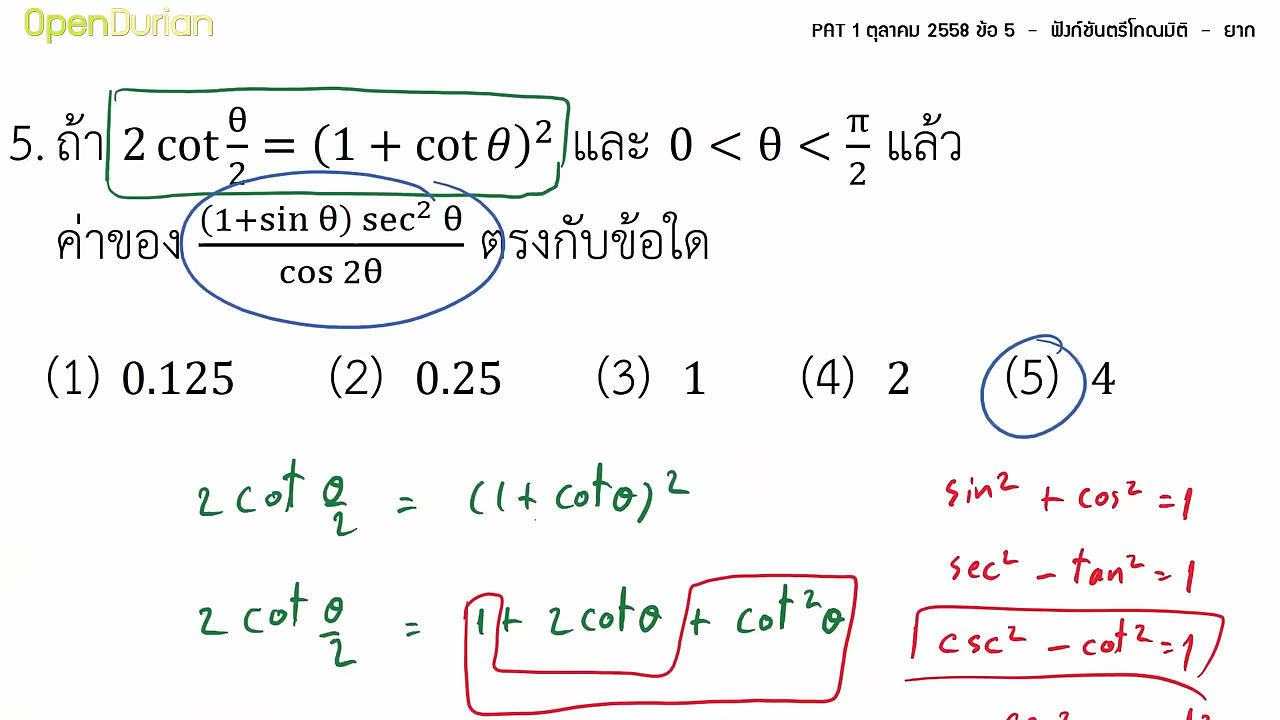 OpenDurian
PAT 1 ตุลาคม 2558 ข้อ 5 - ฟังก์ชันตรีโกณมิติ - ยาก
5. ถ้า 2 cot θ/2 = (1 + cot θ)² และ 0 < θ < π/2 แล้ว
ค่าของ (1+sin θ) sec² θ / cos 2θ ตรงกับข้อใด
(1) 0.125 (2) 0.25 (3) 1 (4) 2 (5) 4
2 cot θ/2 = (1 + cot θ)²
sin² + cos² = 1
sec² - tan² = 1
2 cot θ/2 = 1 + 2 cot θ + cot² θ
csc² - cot² = 1